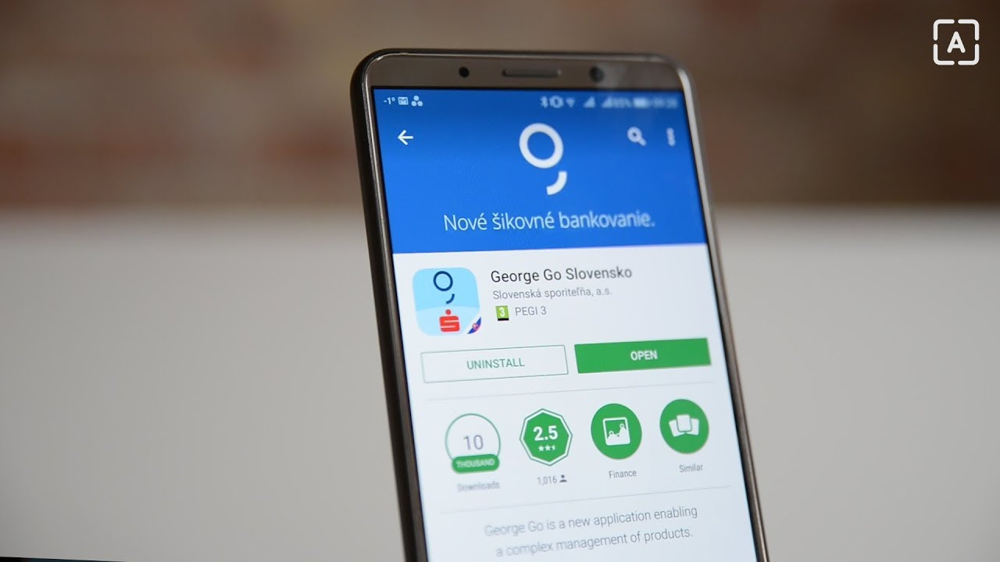 A
-1°
Nové šikovné bankovanie.
George Go Slovensko
Slovenská sporiteľňa, a.s.
3 PEGI 3
UNINSTALL
OPEN
10
THOUSAND
Downloads
2.5
1,016
Finance
Similar
George Go is a new application enabling
a complex management of products.